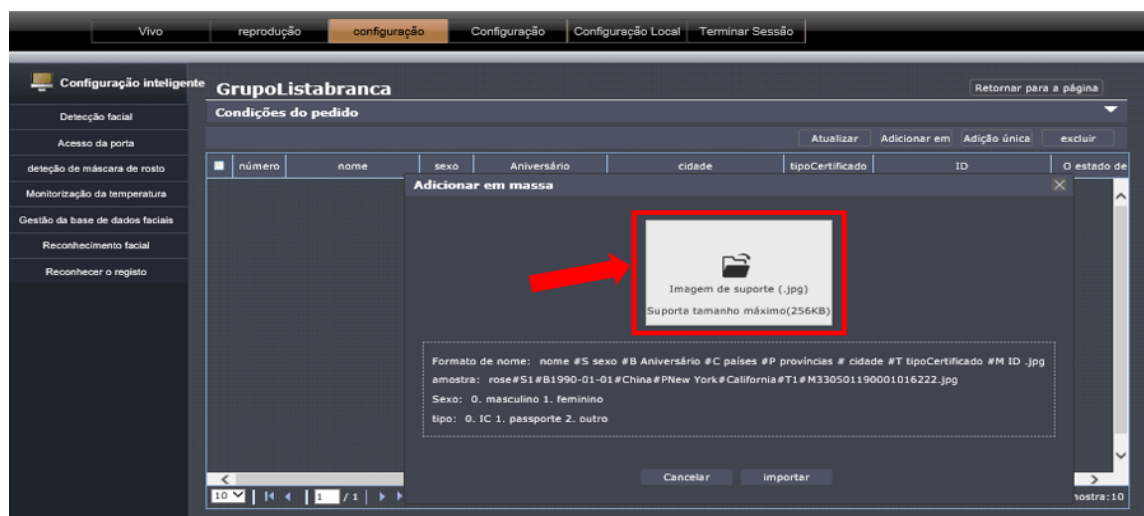 Vivo reprodução configuração Configuração Configuração Local Terminar Sessão
Configuração inteligente
Detecção facial
Acesso da porta
deteção de máscara de rosto
Monitorização da temperatura
Gestão da base de dados faciais
Reconhecimento facial
Reconhecer o registo
GrupoListabranca
Retornar para a página
Condições do pedido
Atualizar Adicionar em Adição única excluir
número nome sexo Aniversário cidade tipoCertificado ID O estado de
Adicionar em massa
Imagem de suporte (.jpg)
Suporta tamanho máximo(256KB)
Formato de nome: nome #S sexo #B Aniversário #C países #P províncias # cidade #T tipoCertificado #M ID .jpg
amostra: rose#S1#B1990-01-01#China#PNew York#California#T1#M330501190001016222.jpg
Sexo: 0. masculino 1. feminino
tipo: 0. IC 1. passporte 2. outro
Cancelar importar
10 1 / 1 nostra:10